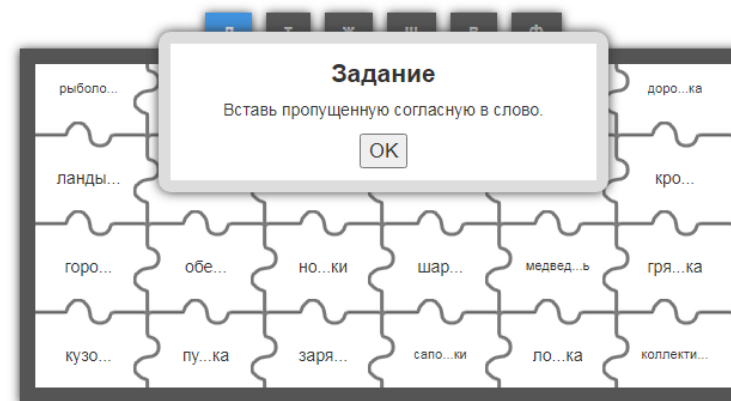 Задание
Вставь пропущенную согласную в слово.
OK
рыболо... доро...ка
ланды... кро...
горо... обе... но...ки шар... медвед...ь гря...ка
кузо... пу...ка заря... сапо...ки ло...ка коллекти...